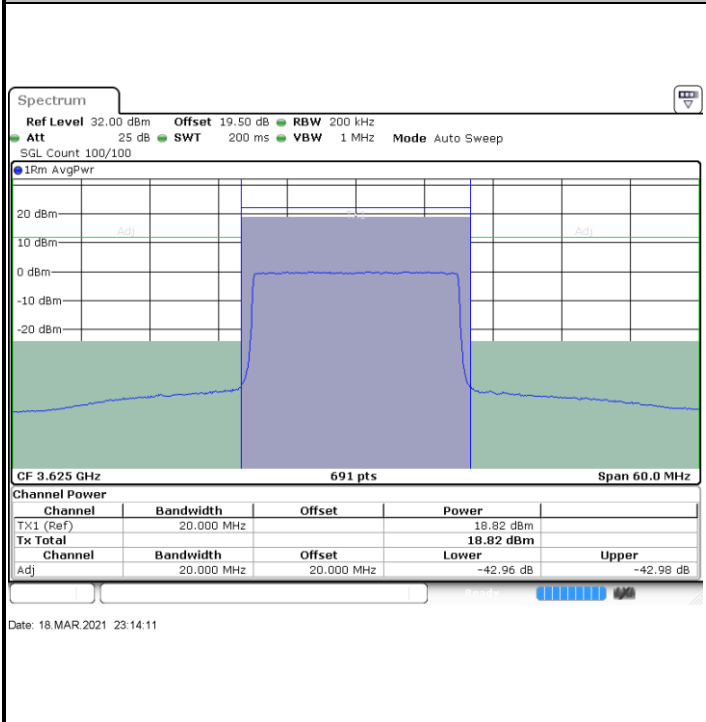 Spectrum
Ref Level 32.00 dBm Offset 19.50 dB RBW 200 kHz
Att 25 dB SWT 200 ms VBW 1 MHz Mode Auto Sweep
SGL Count 100/100
1Rm AvgPwr
20 dBm
Adj Adj
10 dBm
0 dBm
-10 dBm
-20 dBm
CF 3.625 GHz 691 pts Span 60.0 MHz
Channel Power
Channel Bandwidth Offset Power
TX1 (Ref) 20.000 MHz 18.82 dBm
Tx Total 18.82 dBm
Channel Bandwidth Offset Lower Upper
Adj 20.000 MHz 20.000 MHz -42.96 dB -42.98 dB
Ready
Date: 18.MAR.2021 23:14:11